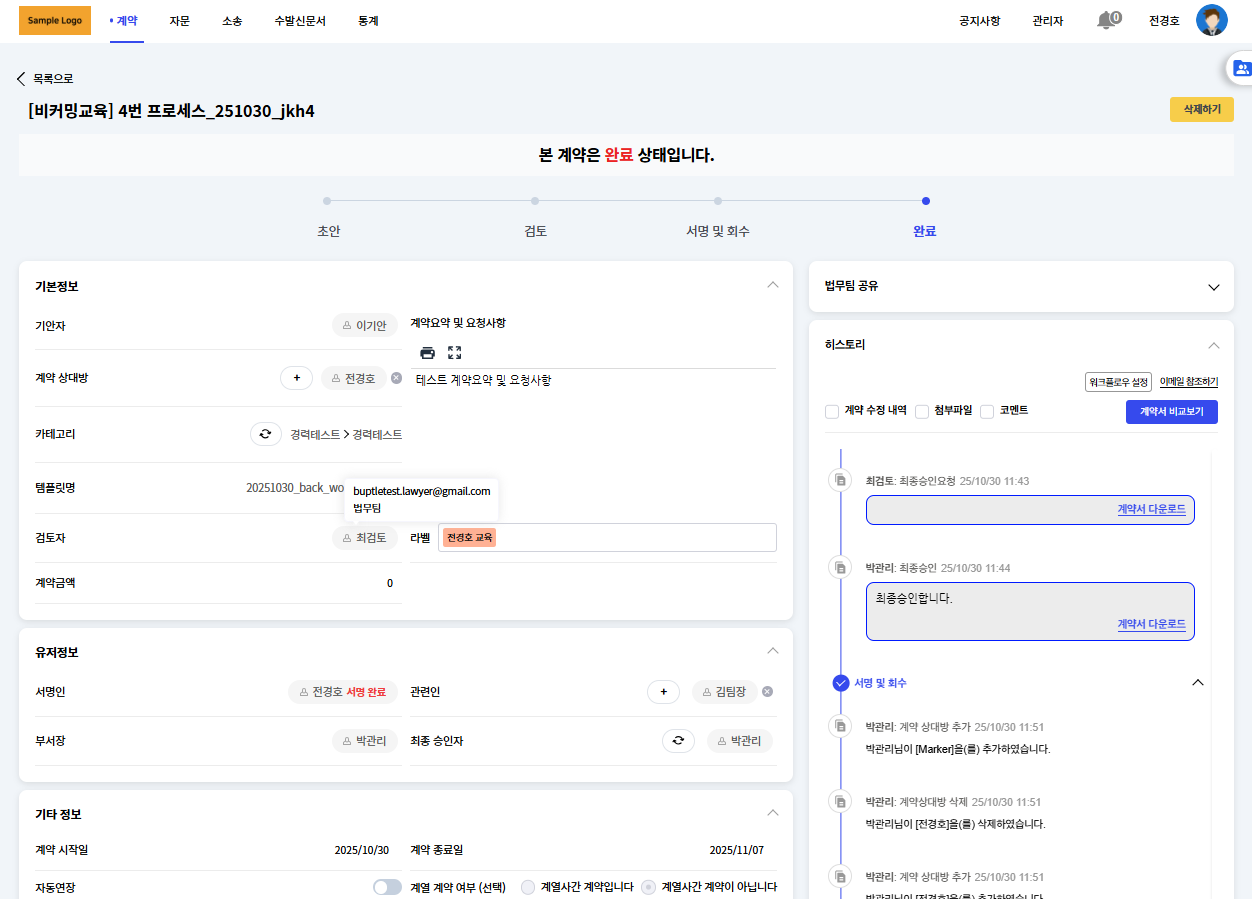 Sample Logo
계약
자문
소송
수발신문서
통계
공지사항
관리자
0
전경호
목록으로
[비커밍교육] 4번 프로세스_251030_jkh4
삭제하기
본 계약은 완료 상태입니다.
초안
검토
서명 및 회수
완료
기본정보
기안자
이기안
계약 상대방
+
전경호
카테고리
경력테스트 > 경력테스트
템플릿명
20251030_back_wo
buptletest.lawyer@gmail.com
법무팀
검토자
최검토
계약금액
0
계약요약 및 요청사항
테스트 계약요약 및 요청사항
라벨
전경호 교육
유저정보
서명인
전경호 서명 완료
관련인
+
김팀장
부서장
박관리
최종 승인자
박관리
기타 정보
계약 시작일
2025/10/30
계약 종료일
2025/11/07
자동연장
계열 계약 여부 (선택)
계열사간 계약입니다
계열사간 계약이 아닙니다
법무팀 공유
히스토리
워크플로우 설정
이메일 참조하기
계약 수정 내역
첨부파일
코멘트
계약서 비교보기
최검토: 최종승인요청 25/10/30 11:43
계약서 다운로드
박관리: 최종승인 25/10/30 11:44
최종승인합니다.
계약서 다운로드
서명 및 회수
박관리: 계약 상대방 추가 25/10/30 11:51
박관리님이 [Marker]을(를) 추가하였습니다.
박관리: 계약상대방 삭제 25/10/30 11:51
박관리님이 [전경호]을(를) 삭제하였습니다.
박관리: 계약 상대방 추가 25/10/30 11:51
박관리님이 [전경호]을(를) 추가하였습니다.